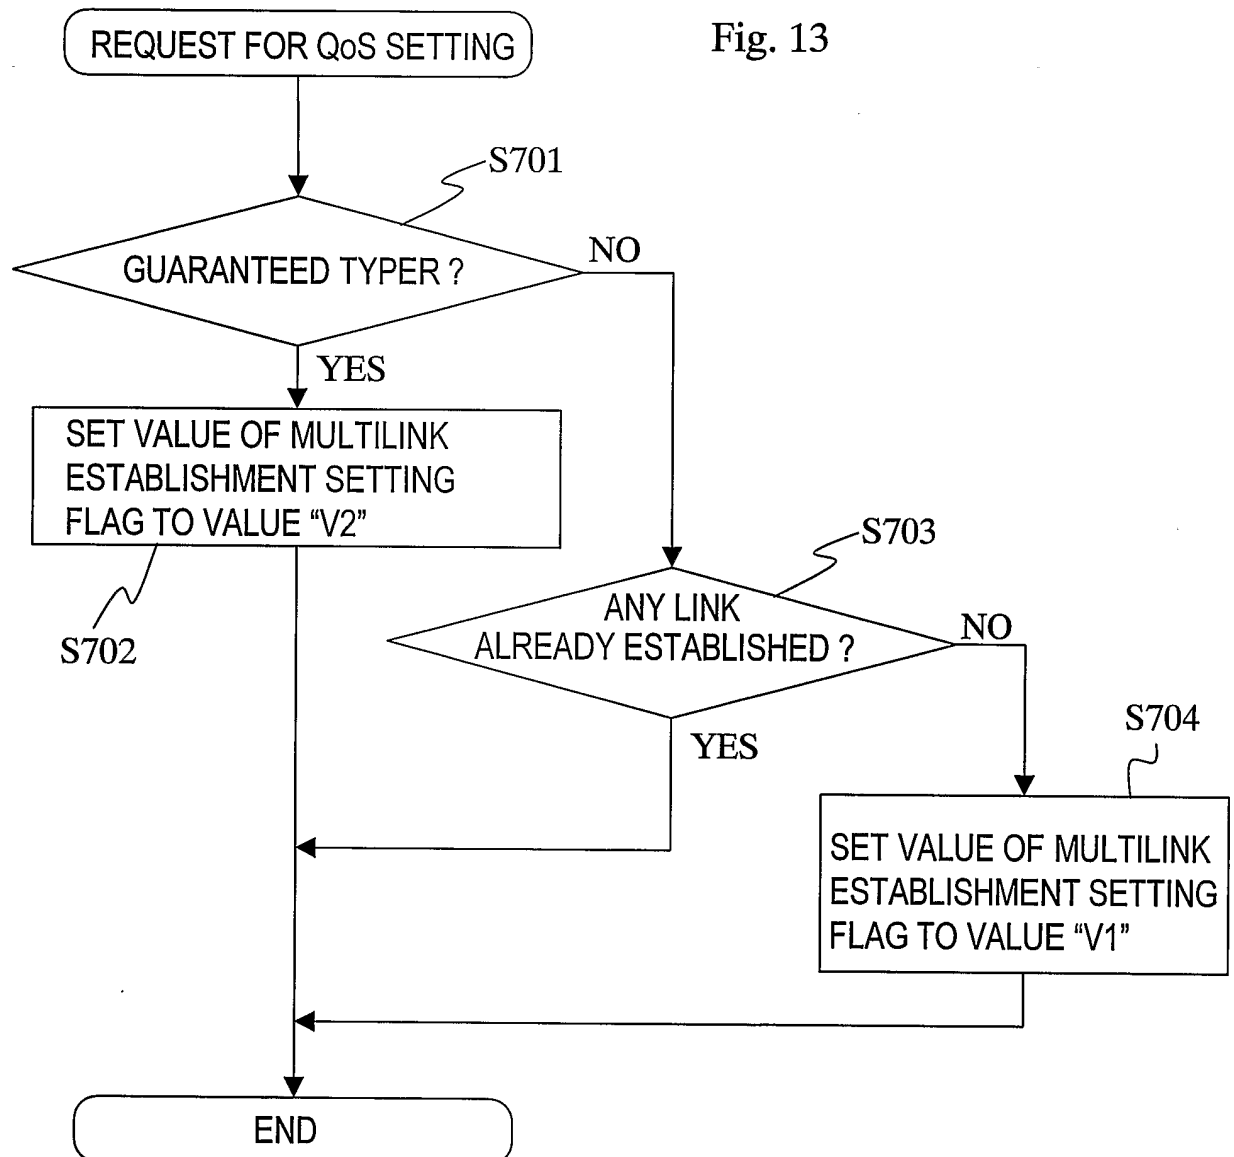 REQUEST FOR QoS SETTING
Fig. 13
S701
GUARANTEED TYPER ?
NO
YES
SET VALUE OF MULTILINK
ESTABLISHMENT SETTING
FLAG TO VALUE “V2”
S702
S703
ANY LINK
ALREADY ESTABLISHED ?
NO
YES
S704
SET VALUE OF MULTILINK
ESTABLISHMENT SETTING
FLAG TO VALUE “V1”
END